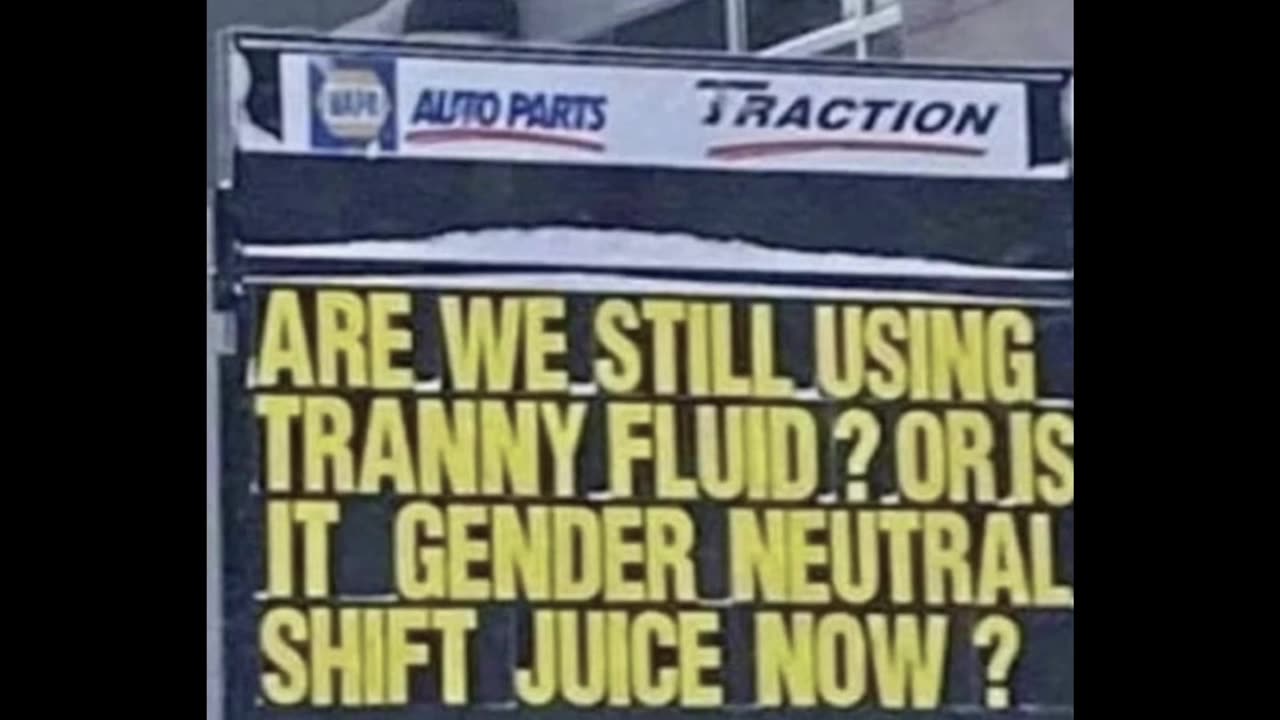 NAPA AUTO PARTS TRACTION
ARE WE STILL USING
TRANNY FLUID ? OR IS
IT GENDER NEUTRAL
SHIFT JUICE NOW ?